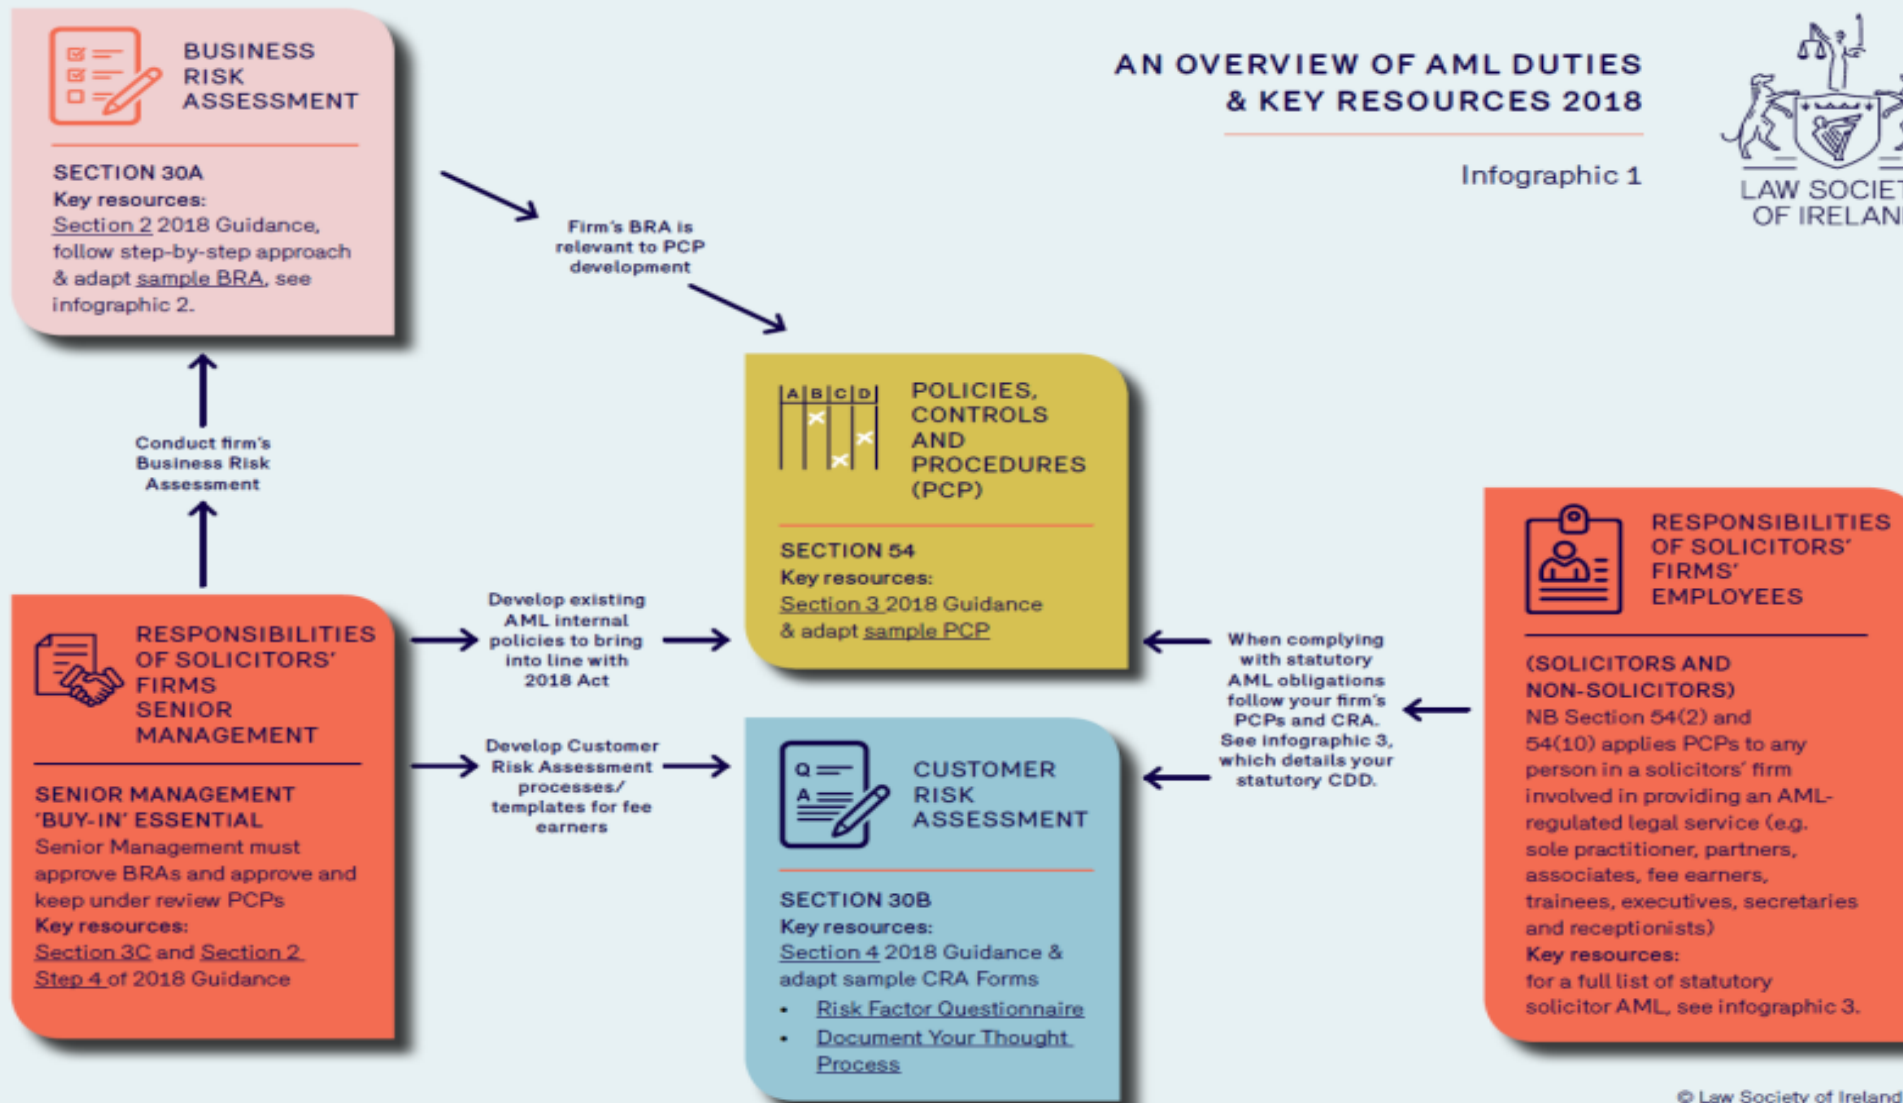 BUSINESS
RISK
ASSESSMENT
SECTION 30A
Key resources:
Section 2 2018 Guidance,
follow step-by-step approach
& adapt sample BRA, see
infographic 2.
AN OVERVIEW OF AML DUTIES
& KEY RESOURCES 2018
Infographic 1
LAW SOCIET
OF IRELAN
Firm's BRA is
relevant to PCP
development
Conduct firm's
Business Risk
Assessment
A B C D
POLICIES,
CONTROLS
AND
PROCEDURES
(PCP)
SECTION 54
Key resources:
Section 3 2018 Guidance
& adapt sample PCP
RESPONSIBILITIES
OF SOLICITORS'
FIRMS
SENIOR
MANAGEMENT
SENIOR MANAGEMENT
'BUY-IN' ESSENTIAL
Senior Management must
approve BRAs and approve and
keep under review PCPs
Key resources:
Section 3C and Section 2
Step 4 of 2018 Guidance
Develop existing
AML internal
policies to bring
into line with
2018 Act
Develop Customer
Risk Assessment
processes/
templates for fee
earners
Q
A
CUSTOMER
RISK
ASSESSMENT
SECTION 30B
Key resources:
Section 4 2018 Guidance &
adapt sample CRA Forms
• Risk Factor Questionnaire
• Document Your Thought
Process
When complying
with statutory
AML obligations
follow your firm's
PCPs and CRA.
See infographic 3,
which details your
statutory CDD.
RESPONSIBILITIES
OF SOLICITORS'
FIRMS'
EMPLOYEES
(SOLICITORS AND
NON-SOLICITORS)
NB Section 54(2) and
54(10) applies PCPs to any
person in a solicitors' firm
involved in providing an AML-
regulated legal service (e.g.
sole practitioner, partners,
associates, fee earners,
trainees, executives, secretaries
and receptionists)
Key resources:
for a full list of statutory
solicitor AML, see infographic 3.
© Law Society of Ireland